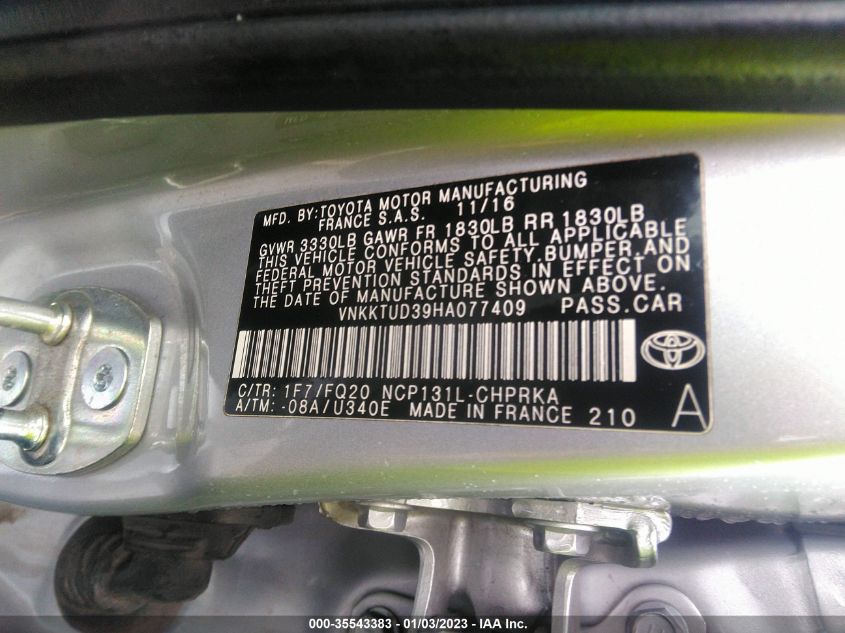 MFD. BY:TOYOTA MOTOR MANUFACTURING
FRANCE S.A.S. 11/16
GVWR 3330LB GAWR FR 1830LB RR 1830LB
THIS VEHICLE CONFORMS TO ALL APPLICABLE
FEDERAL MOTOR VEHICLE SAFETY,BUMPER,AND
THEFT PREVENTION STANDARDS IN EFFECT ON
THE DATE OF MANUFACTURE SHOWN ABOVE.
VNKKTUD39HA077409 PASS.CAR
C/TR: 1F7/FQ20 NCP131L-CHPRKA
A/TM: -08A/U340E MADE IN FRANCE 210 A
000-35543383 - 01/03/2023 - IAA Inc.